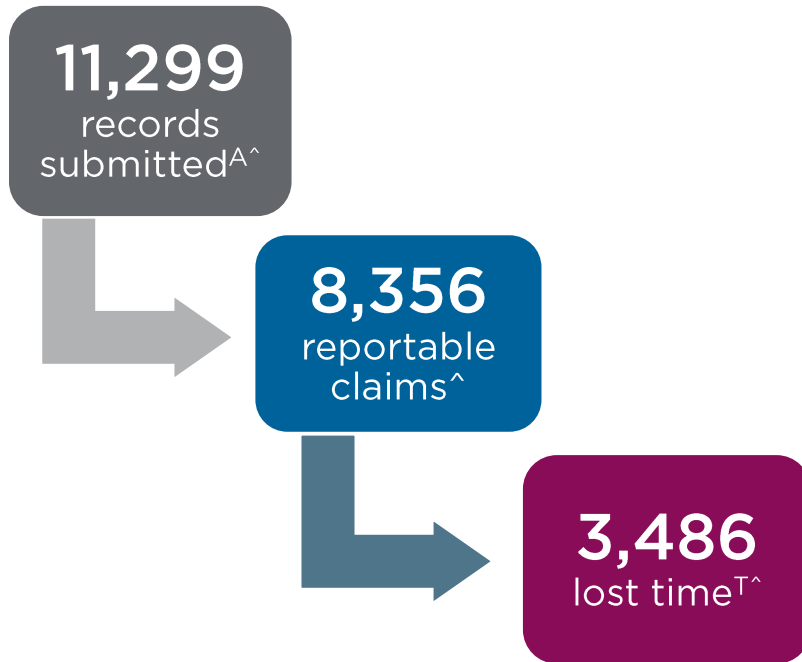 11,299
records
submittedA^
8,356
reportable
claims^
3,486
lost timeT^